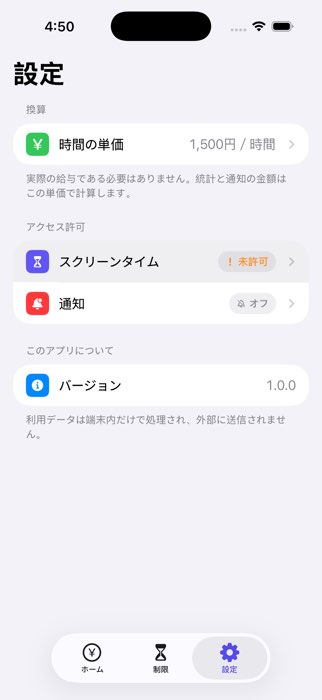 4:50
設定
換算
時間の単価 1,500円 / 時間
実際の給与である必要はありません。統計と通知の金額は
この単価で計算します。
アクセス許可
スクリーンタイム ! 未許可
通知 オフ
このアプリについて
バージョン 1.0.0
利用データは端末内だけで処理され、外部に送信されませ
ん。
ホーム 制限 設定